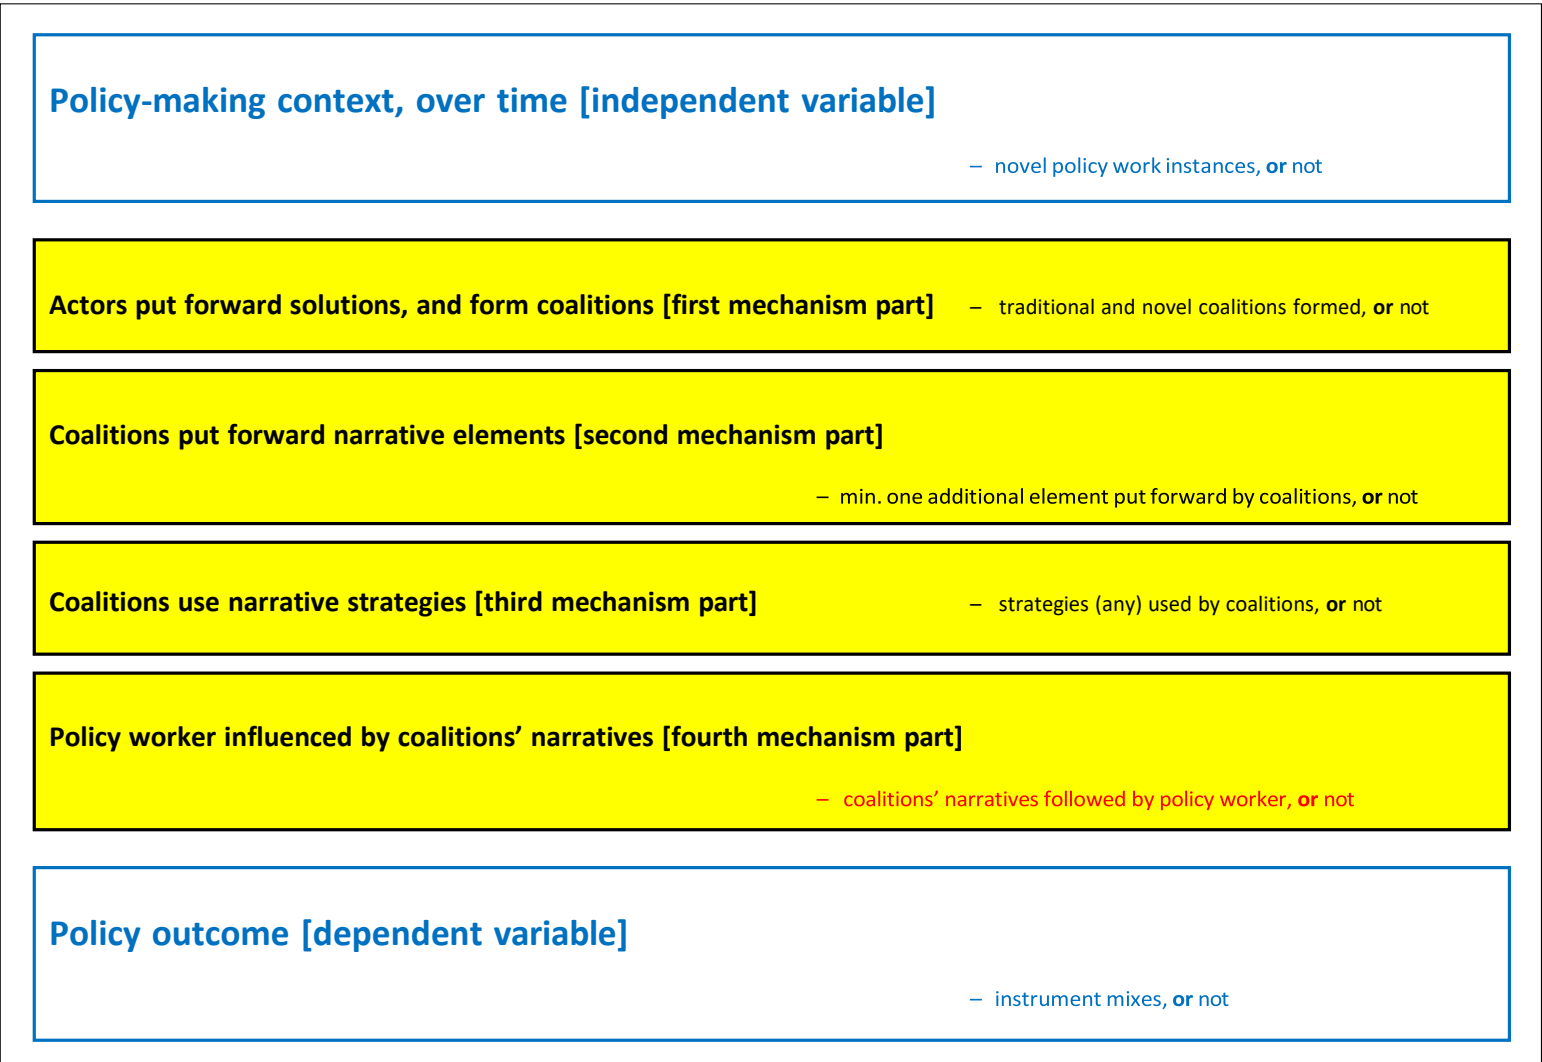 Policy-making context, over time [independent variable]
– novel policy work instances, or not
Actors put forward solutions, and form coalitions [first mechanism part] – traditional and novel coalitions formed, or not
Coalitions put forward narrative elements [second mechanism part]
– min. one additional element put forward by coalitions, or not
Coalitions use narrative strategies [third mechanism part] – strategies (any) used by coalitions, or not
Policy worker influenced by coalitions’ narratives [fourth mechanism part]
– coalitions’ narratives followed by policy worker, or not
Policy outcome [dependent variable]
– instrument mixes, or not